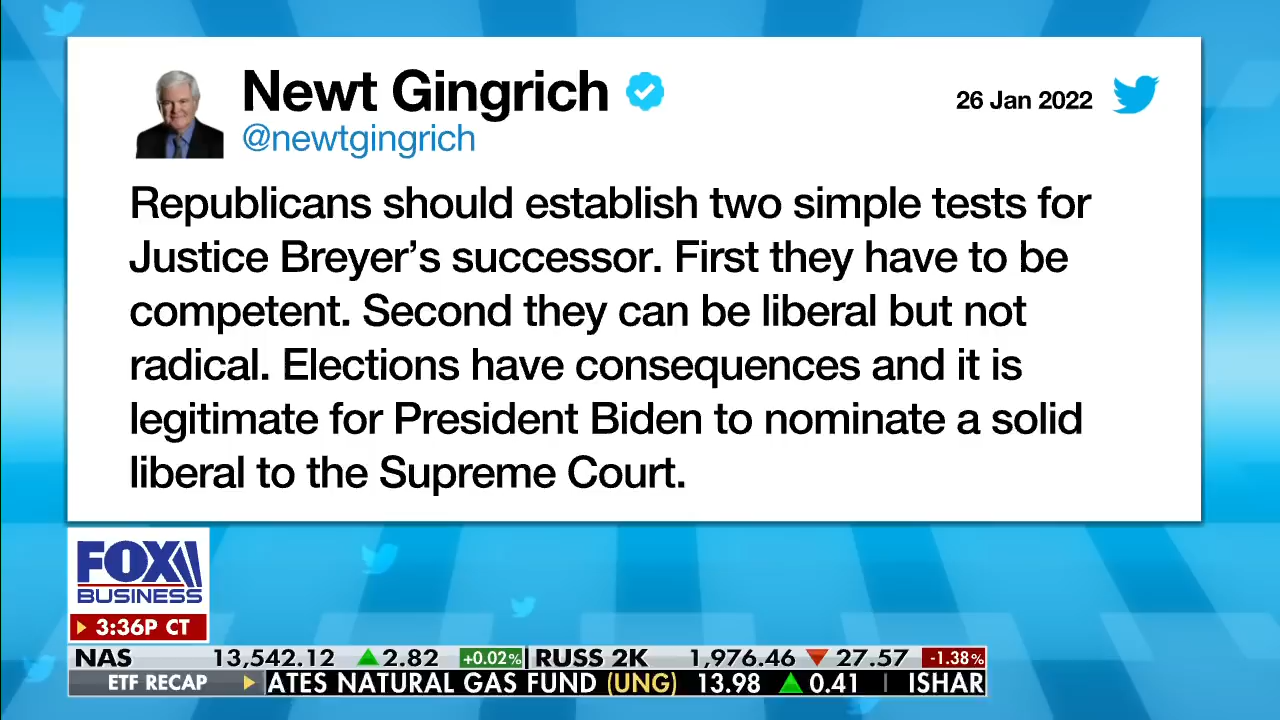 Newt Gingrich
@newtgingrich
26 Jan 2022
Republicans should establish two simple tests for
Justice Breyer’s successor. First they have to be
competent. Second they can be liberal but not
radical. Elections have consequences and it is
legitimate for President Biden to nominate a solid
liberal to the Supreme Court.
FOX
BUSINESS
3:36P CT
NAS 13,542.12 2.82 +0.02% RUSS 2K 1,976.46 27.57 -1.38%
ETF RECAP ATES NATURAL GAS FUND (UNG) 13.98 0.41 ISHAR